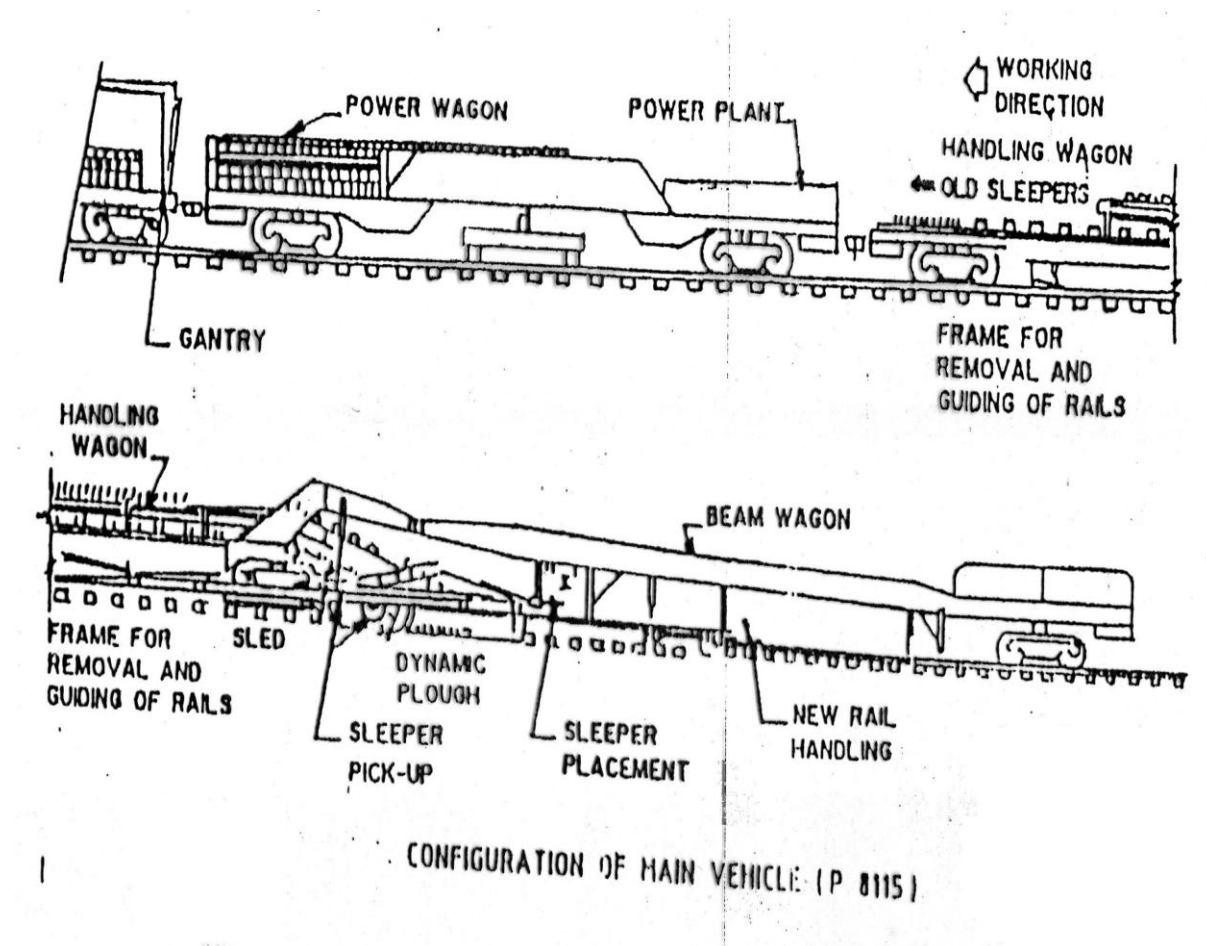 WORKING
DIRECTION
POWER WAGON
POWER PLANT
HANDLING WAGON
OLD SLEEPERS
GANTRY
FRAME FOR
REMOVAL AND
GUIDING OF RAILS
HANDLING
WAGON
BEAM WAGON
FRAME FOR
REMOVAL AND
GUIDING OF RAILS
SLED
DYNAMIC
PLOUGH
SLEEPER
PICK-UP
SLEEPER
PLACEMENT
NEW RAIL
HANDLING
CONFIGURATION OF MAIN VEHICLE (P 8115)